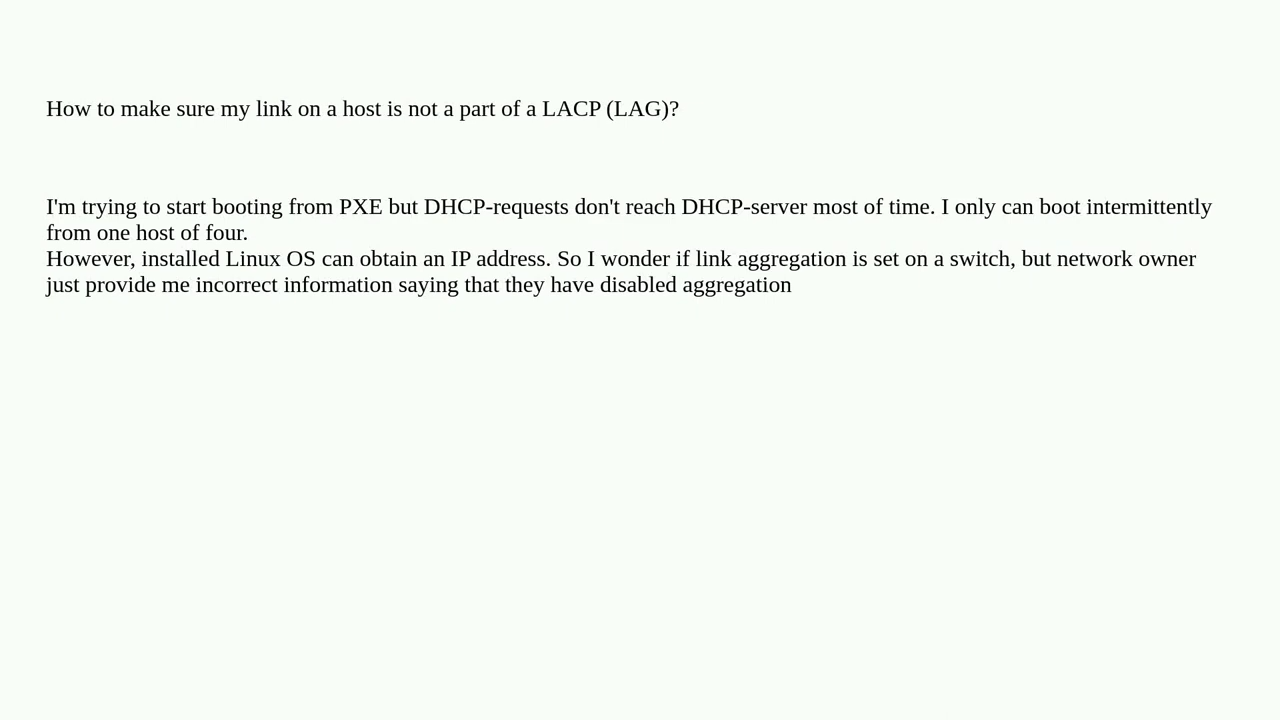 How to make sure my link on a host is not a part of a LACP (LAG)?
I'm trying to start booting from PXE but DHCP-requests don't reach DHCP-server most of time. I only can boot intermittently
from one host of four.
However, installed Linux OS can obtain an IP address. So I wonder if link aggregation is set on a switch, but network owner
just provide me incorrect information saying that they have disabled aggregation